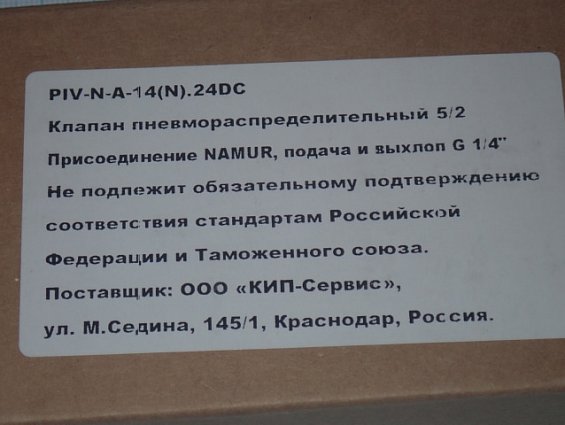 PIV-N-A-14(N).24DC
Клапан пневмораспределительный 5/2
Присоединение NAMUR, подача и выхлоп G 1/4"
Не подлежит обязательному подтверждению
соответствия стандартам Российской
Федерации и Таможенного союза.
Поставщик: ООО «КИП-Сервис»,
ул. М.Седина, 145/1, Краснодар, Россия.